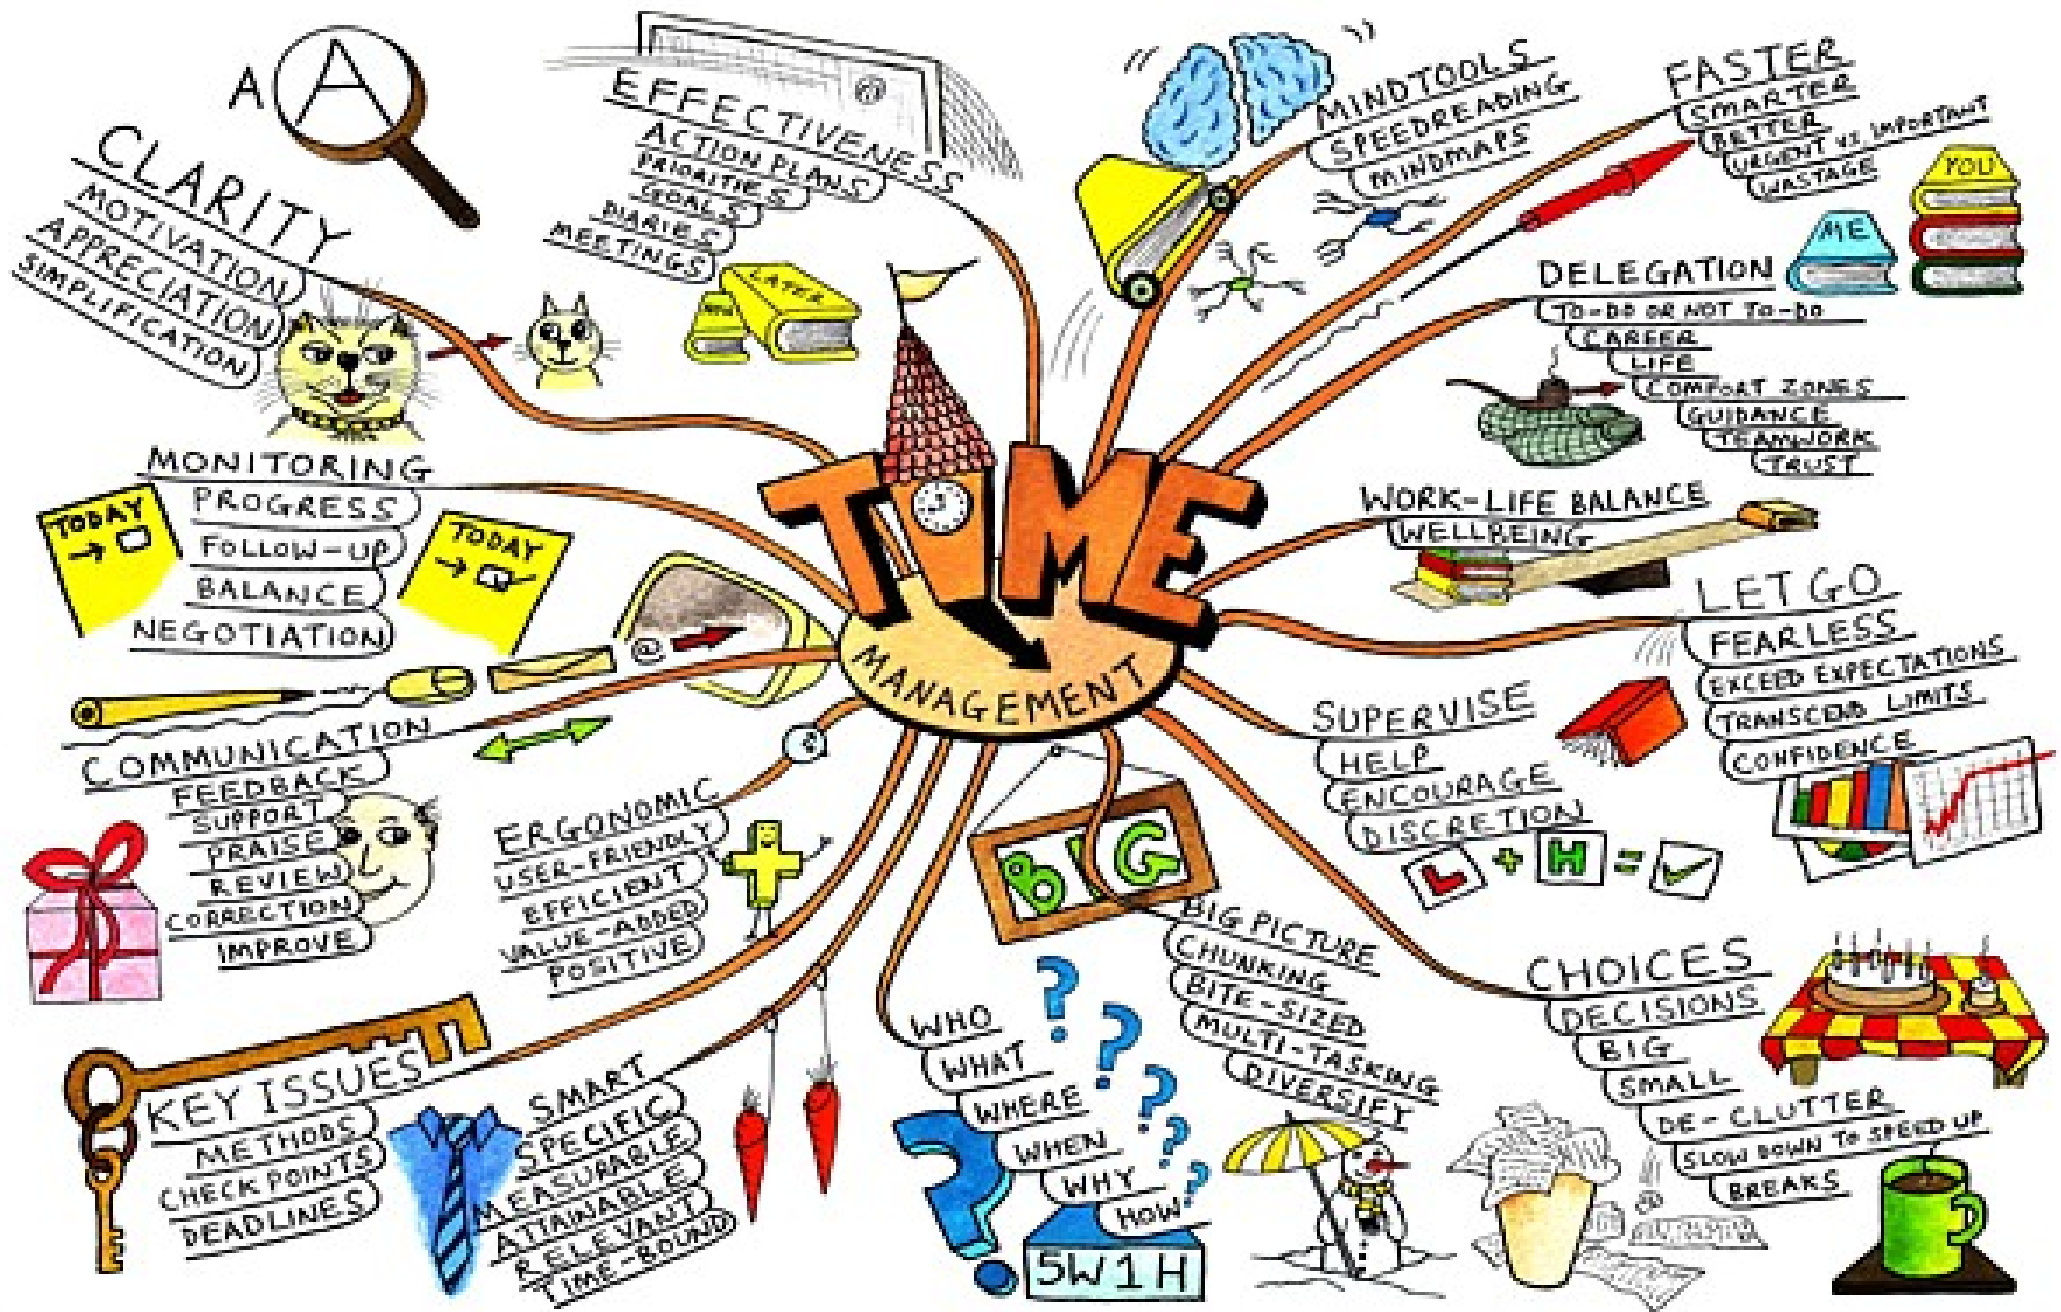 TIME
MANAGEMENT
A
A
CLARITY
MOTIVATION
APPRECIATION
SIMPLIFICATION
EFFECTIVENESS
ACTION PLANS
PRIORITIES
GOALS
DIARIES
MEETINGS
LATER
MINDTOOLS
SPEEDREADING
MINDMAPS
FASTER
SMARTER
BETTER
URGENT VS. IMPORTANT
WASTAGE
YOU
ME
DELEGATION
TO-DO OR NOT TO-DO
CAREER
LIFE
COMFORT ZONES
GUIDANCE
TEAMWORK
TRUST
WORK-LIFE BALANCE
WELLBEING
LET GO
FEARLESS
EXCEED EXPECTATIONS
TRANSCEND LIMITS
CONFIDENCE
SUPERVISE
HELP
ENCOURAGE
DISCRETION
L + H = ✓
CHOICES
DECISIONS
BIG
SMALL
DE-CLUTTER
SLOW DOWN TO SPEED UP
BREAKS
@
BIG
BIG PICTURE
CHUNKING
BITE-SIZED
MULTI-TASKING
DIVERSIFY
WHO
WHAT
WHERE
WHEN
WHY
HOW
? ? ? ? ? ?
5W1H
SMART
SPECIFIC
MEASURABLE
ATTAINABLE
RELEVANT
TIME-BOUND
KEY ISSUES
METHODS
CHECK POINTS
DEADLINES
ERGONOMIC
USER-FRIENDLY
EFFICIENT
VALUE-ADDED
POSITIVE
COMMUNICATION
FEEDBACK
SUPPORT
PRAISE
REVIEW
CORRECTION
IMPROVE
@
MONITORING
PROGRESS
FOLLOW-UP
BALANCE
NEGOTIATION
TODAY
→
TODAY
→